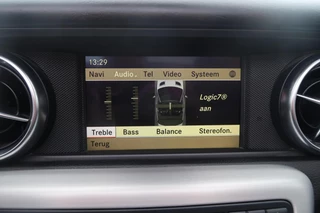 13:29
Navi Audio Tel Video Systeem
Logic7®
aan
Treble Bass Balance Stereofon.
Terug